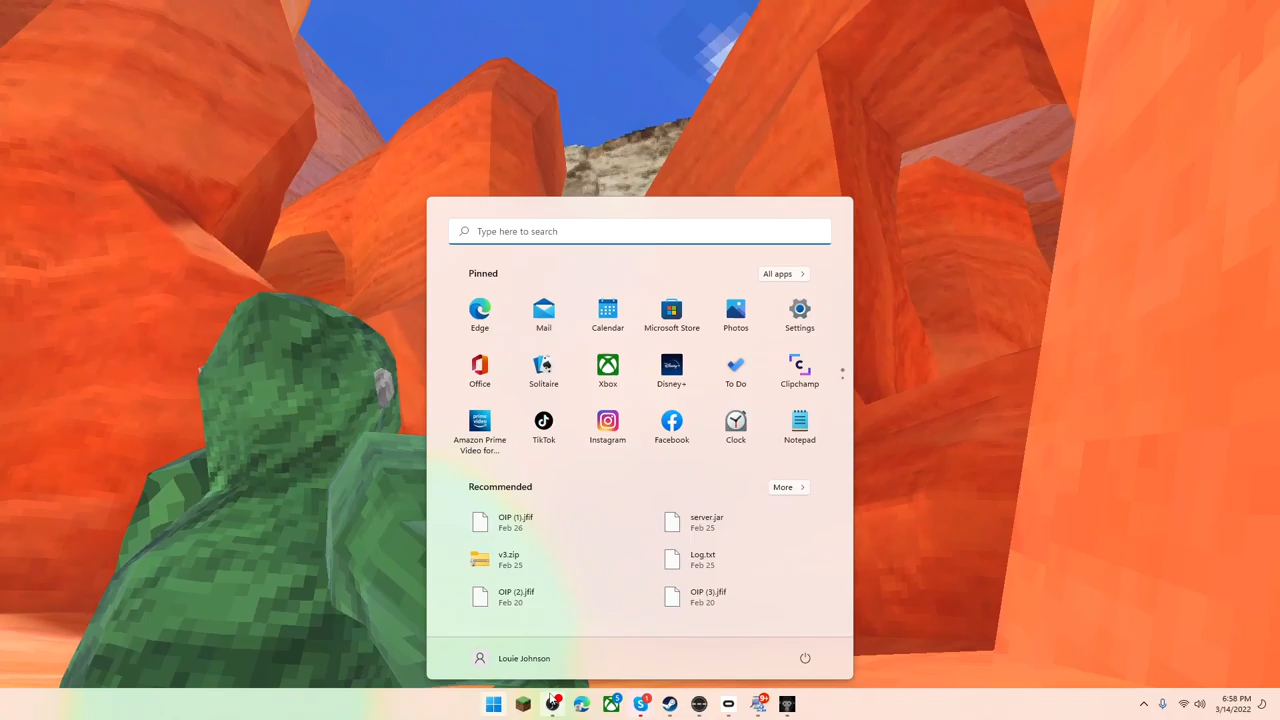 Type here to search
Pinned
All apps
Edge
Mail
Calendar
Microsoft Store
Photos
Settings
Office
Solitaire
Xbox
Disney+
To Do
Clipchamp
Amazon Prime
Video for...
TikTok
Instagram
Facebook
Clock
Notepad
Recommended
More
OIP (1).jfif
Feb 26
server.jar
Feb 25
v3.zip
Feb 25
Log.txt
Feb 25
OIP (2).jfif
Feb 20
OIP (3).jfif
Feb 20
Louie Johnson
5
1
9+
6:58 PM
3/14/2022